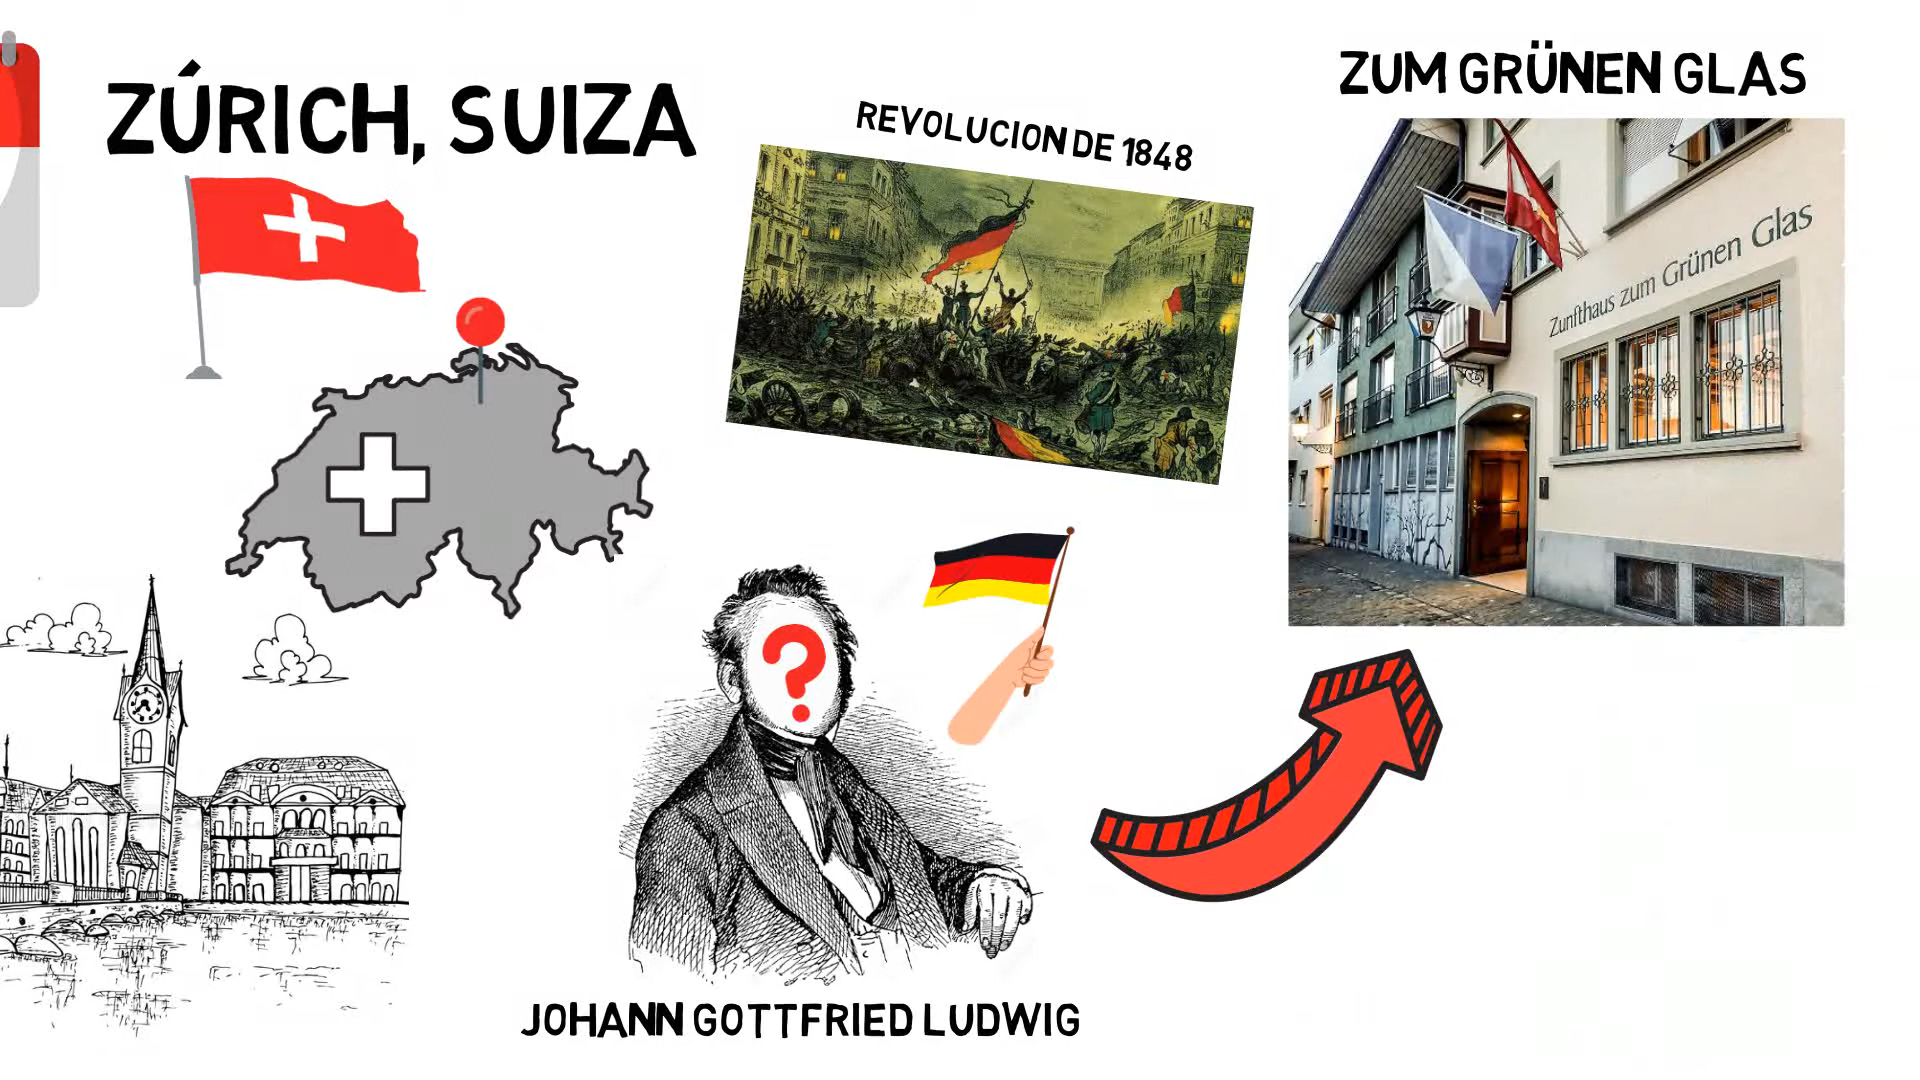 ZÚRICH, SUIZA
REVOLUCION DE 1848
ZUM GRÜNEN GLAS
Zunfthaus zum Grünen Glas
JOHANN GOTTFRIED LUDWIG